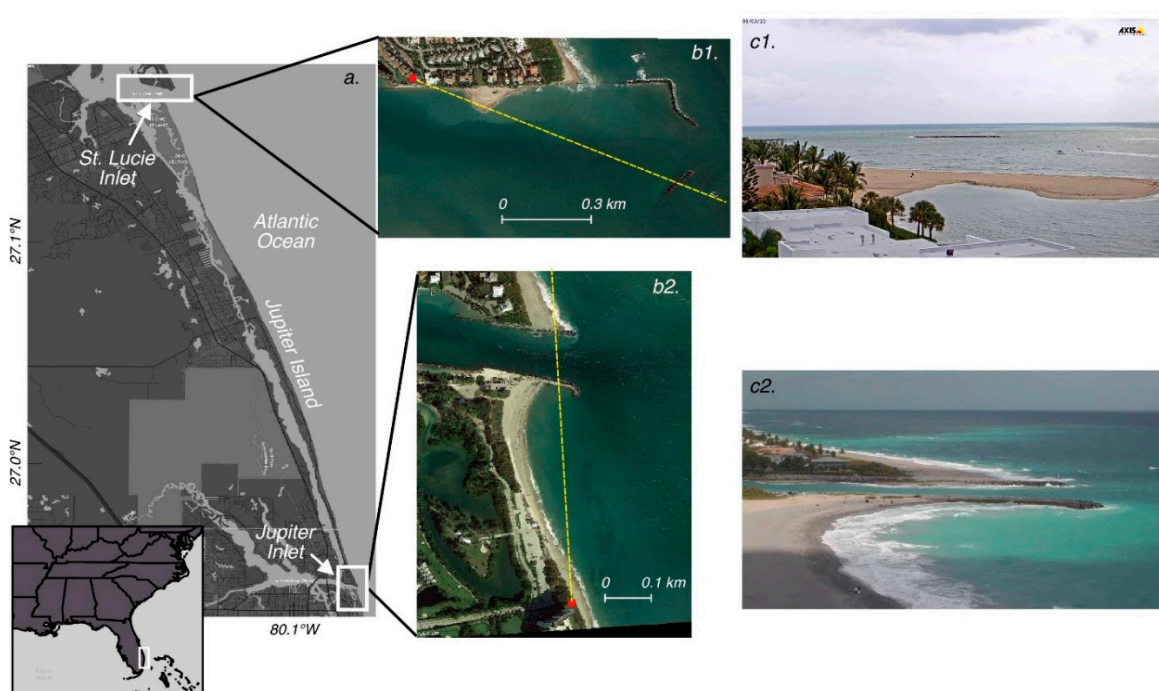 a.
St. Lucie
Inlet
Atlantic
Ocean
Jupiter Island
Jupiter
Inlet
27.1°N
27.0°N
80.1°W
b1.
0 0.3 km
b2.
0 0.1 km
c1.
AXIS
c2.